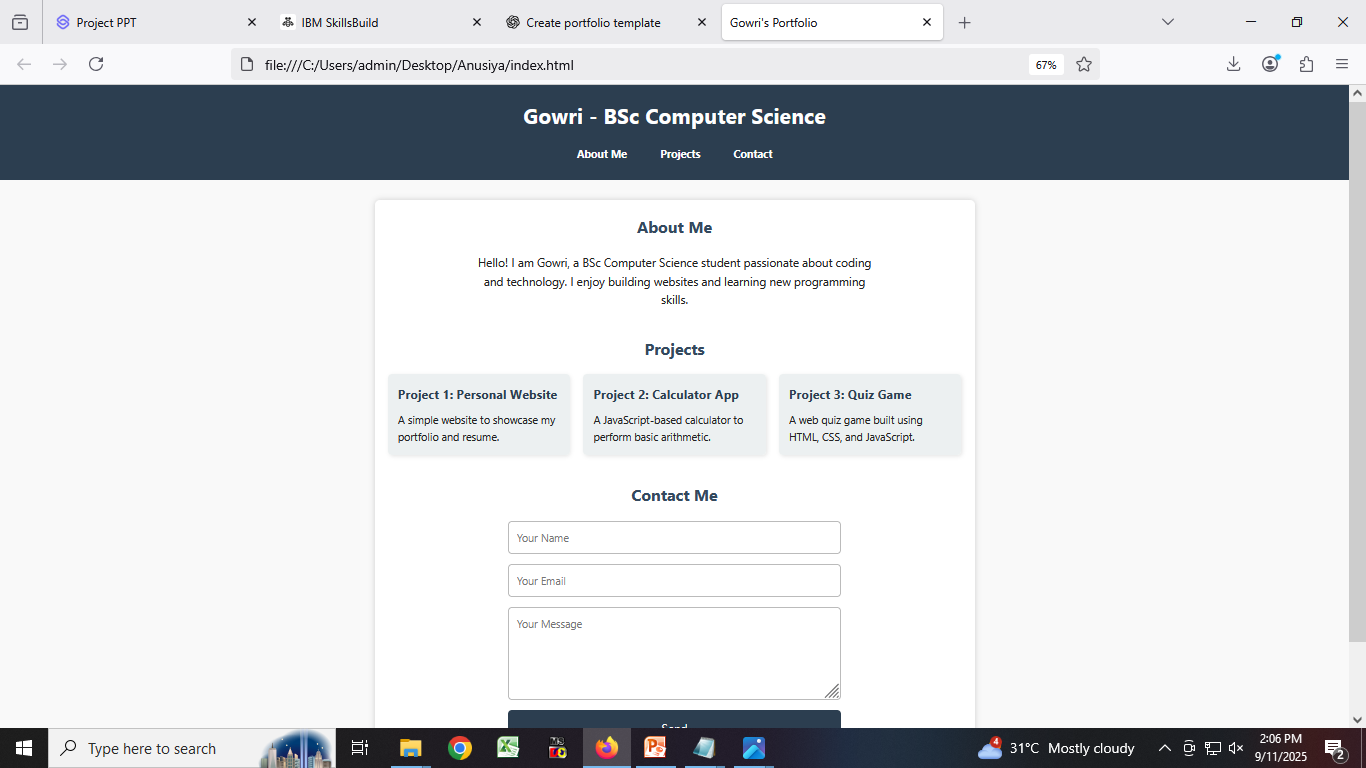 Project PPT
IBM SkillsBuild
Create portfolio template
Gowri's Portfolio
file:///C:/Users/admin/Desktop/Anusiya/index.html
67%
Gowri - BSc Computer Science
About Me
Projects
Contact
About Me
Hello! I am Gowri, a BSc Computer Science student passionate about coding
and technology. I enjoy building websites and learning new programming
skills.
Projects
Project 1: Personal Website
A simple website to showcase my
portfolio and resume.
Project 2: Calculator App
A JavaScript-based calculator to
perform basic arithmetic.
Project 3: Quiz Game
A web quiz game built using
HTML, CSS, and JavaScript.
Contact Me
Your Name
Your Email
Your Message
Send
Type here to search
4
31°C Mostly cloudy
2:06 PM
9/11/2025
2